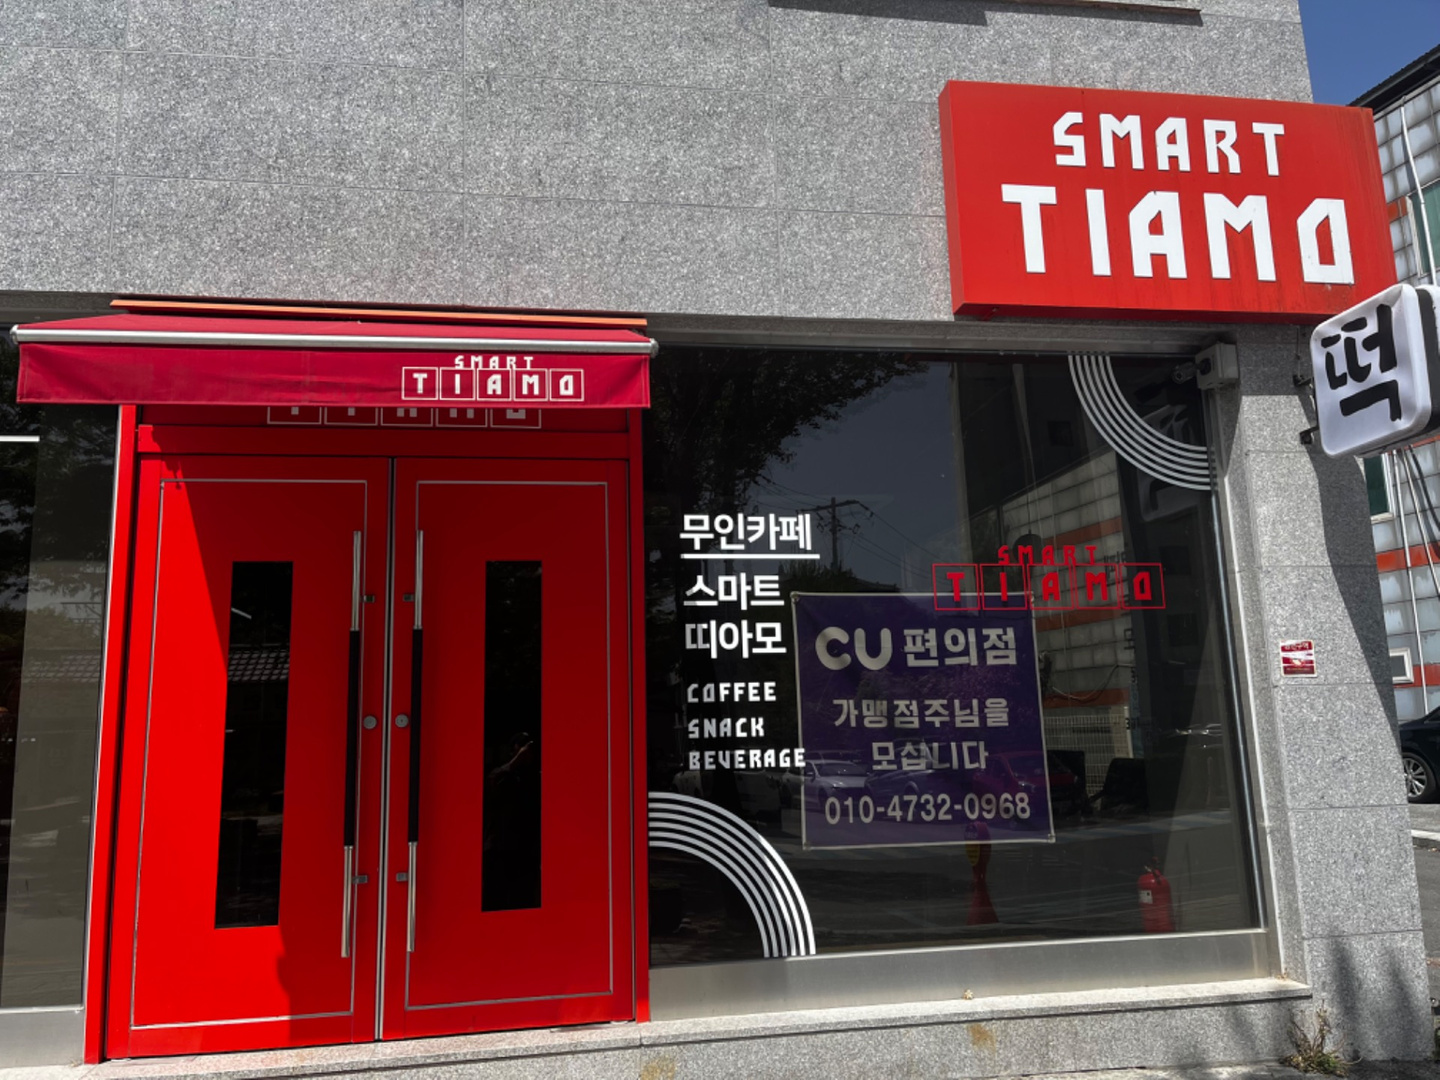 SMART
TIAMO
떡
SMART
TIAMO
무인카페
스마트
띠아모
COFFEE
SNACK
BEVERAGE
SMART
TIAMO
CU 편의점
가맹점주님을
모십니다
010-4732-0968